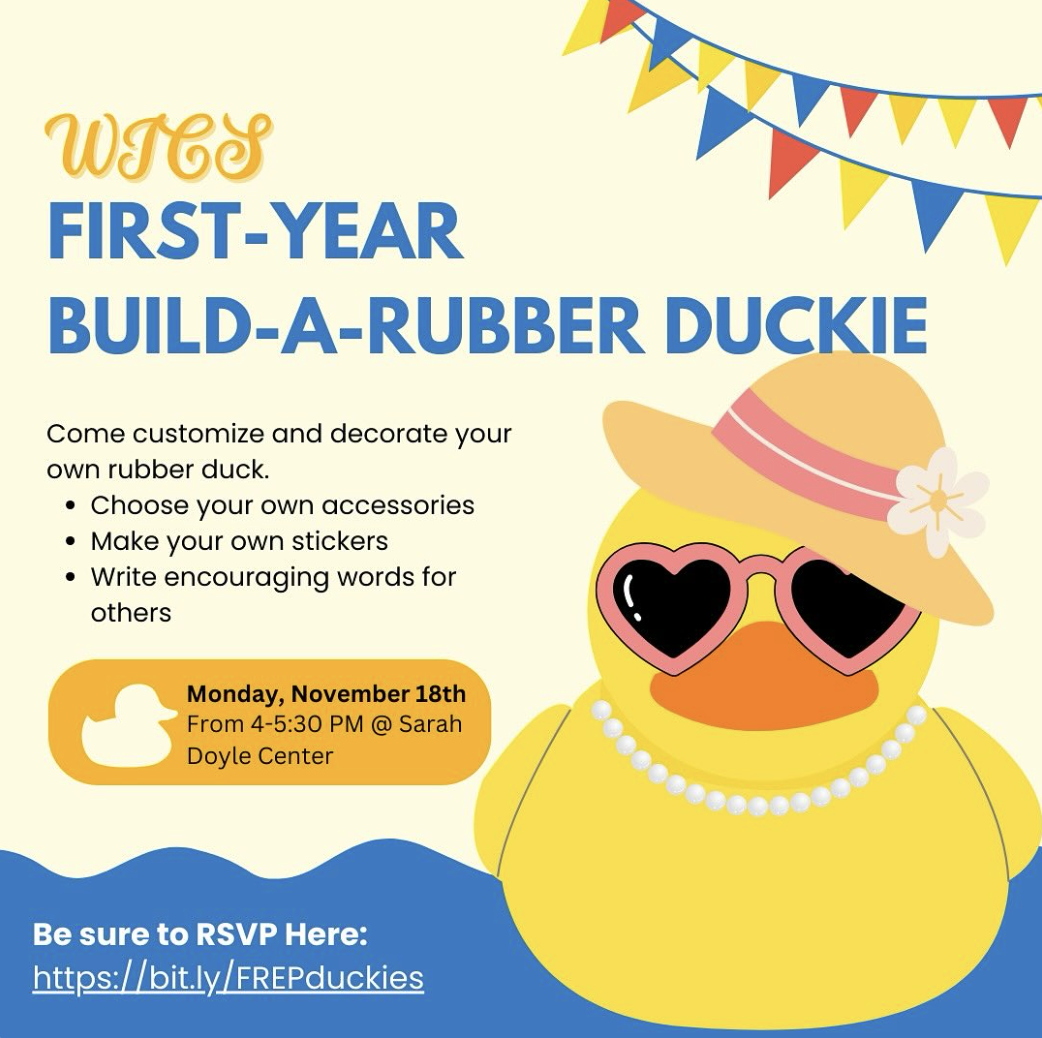 WICS
FIRST-YEAR
BUILD-A-RUBBER DUCKIE
Come customize and decorate your
own rubber duck.
• Choose your own accessories
• Make your own stickers
• Write encouraging words for
others
Monday, November 18th
From 4-5:30 PM @ Sarah
Doyle Center
Be sure to RSVP Here:
https://bit.ly/FREPduckies